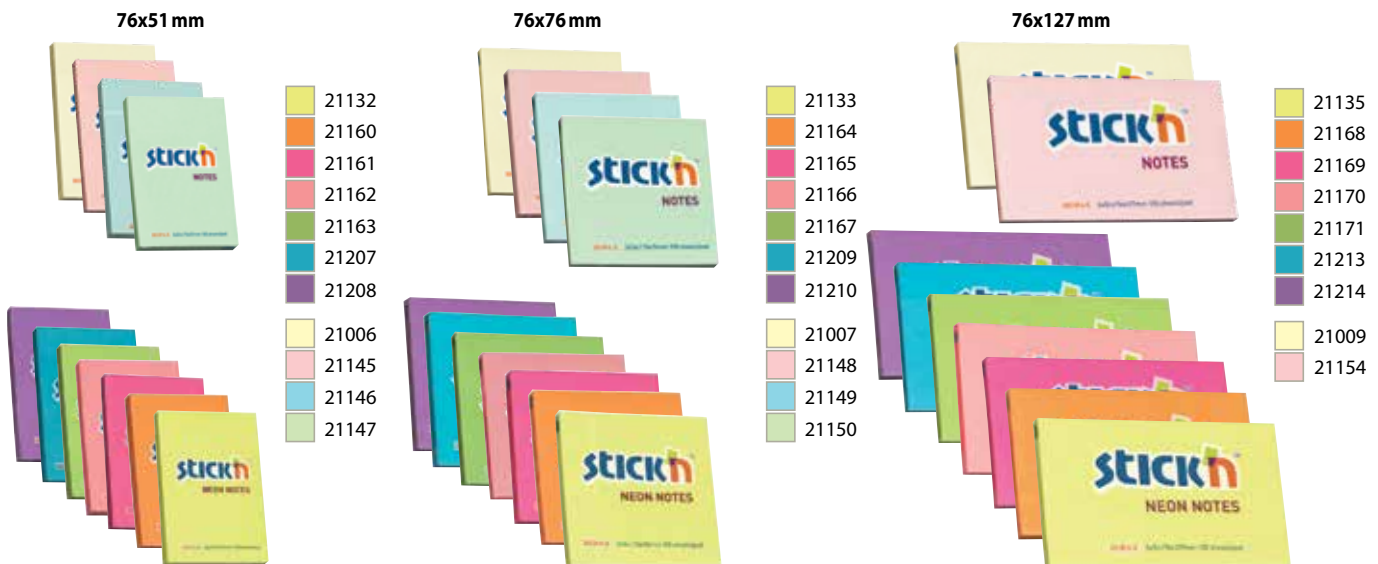 76x51 mm
76x76 mm
76x127 mm
STICK'n
NOTES
21132
21160
21161
21162
21163
21207
21208
21006
21145
21146
21147
STICK'n
NEON NOTES
STICK'n
NOTES
21133
21164
21165
21166
21167
21209
21210
21007
21148
21149
21150
STICK'n
NEON NOTES
STICK'n
NOTES
21135
21168
21169
21170
21171
21213
21214
21009
21154
STICK'n
NEON NOTES